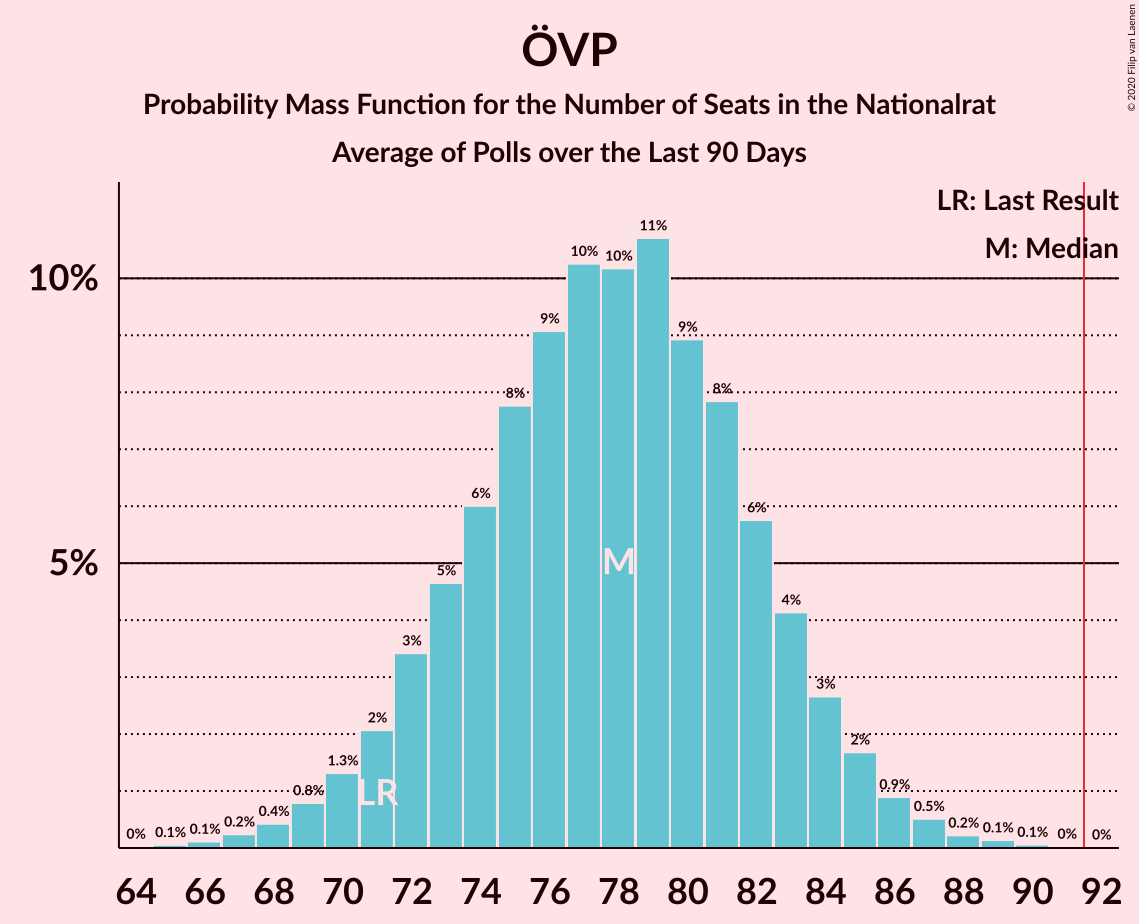 ÖVP
Probability Mass Function for the Number of Seats in the Nationalrat
Average of Polls over the Last 90 Days
© 2020 Filip van Laenen
LR: Last Result
M: Median
10%
5%
0% 0.1% 0.1% 0.2% 0.4% 0.8% 1.3% 2% 3% 5% 6% 8% 9% 10% 10% 11% 9% 8% 6% 4% 3% 2% 0.9% 0.5% 0.2% 0.1% 0.1% 0% 0%
M
LR
64 66 68 70 72 74 76 78 80 82 84 86 88 90 92